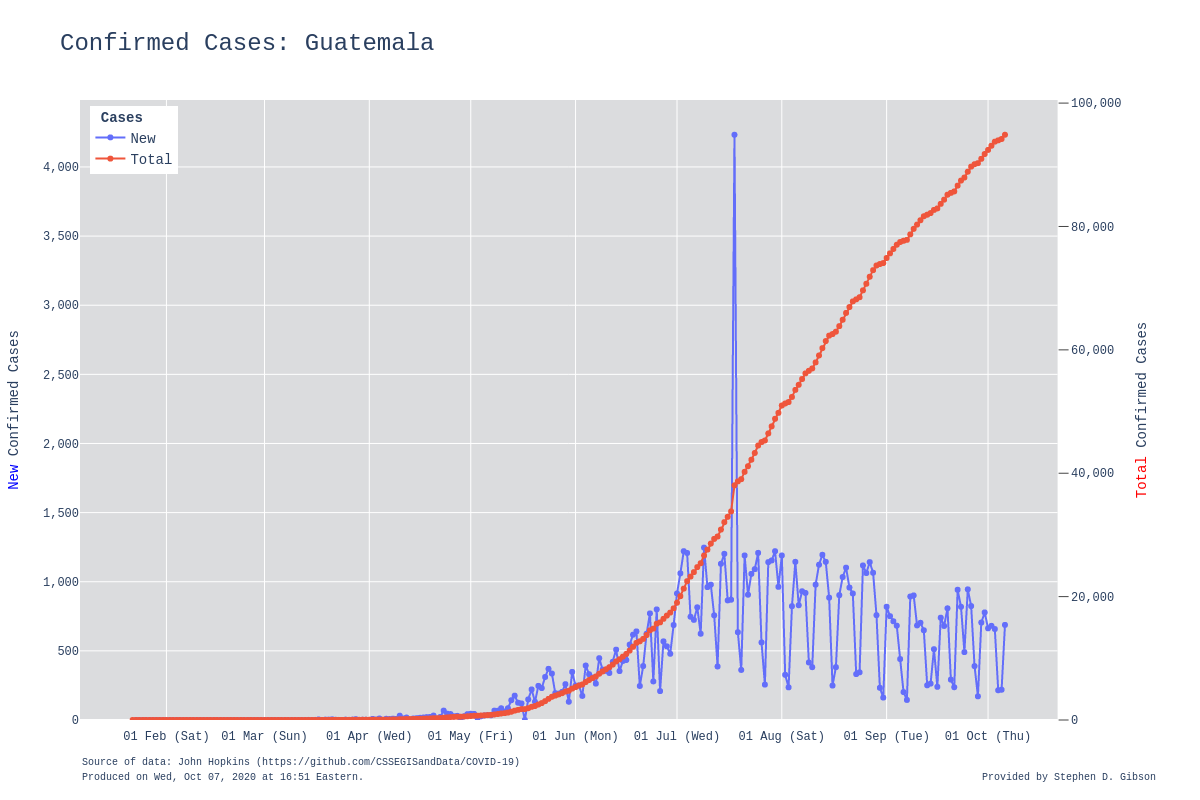 Confirmed Cases: Guatemala
Cases
New
Total
4,000
3,500
3,000
2,500
2,000
1,500
1,000
500
0
New Confirmed Cases
100,000
80,000
60,000
40,000
20,000
0
Total Confirmed Cases
01 Feb (Sat) 01 Mar (Sun) 01 Apr (Wed) 01 May (Fri) 01 Jun (Mon) 01 Jul (Wed) 01 Aug (Sat) 01 Sep (Tue) 01 Oct (Thu)
Source of data: John Hopkins (https://github.com/CSSEGISandData/COVID-19)
Produced on Wed, Oct 07, 2020 at 16:51 Eastern.
Provided by Stephen D. Gibson